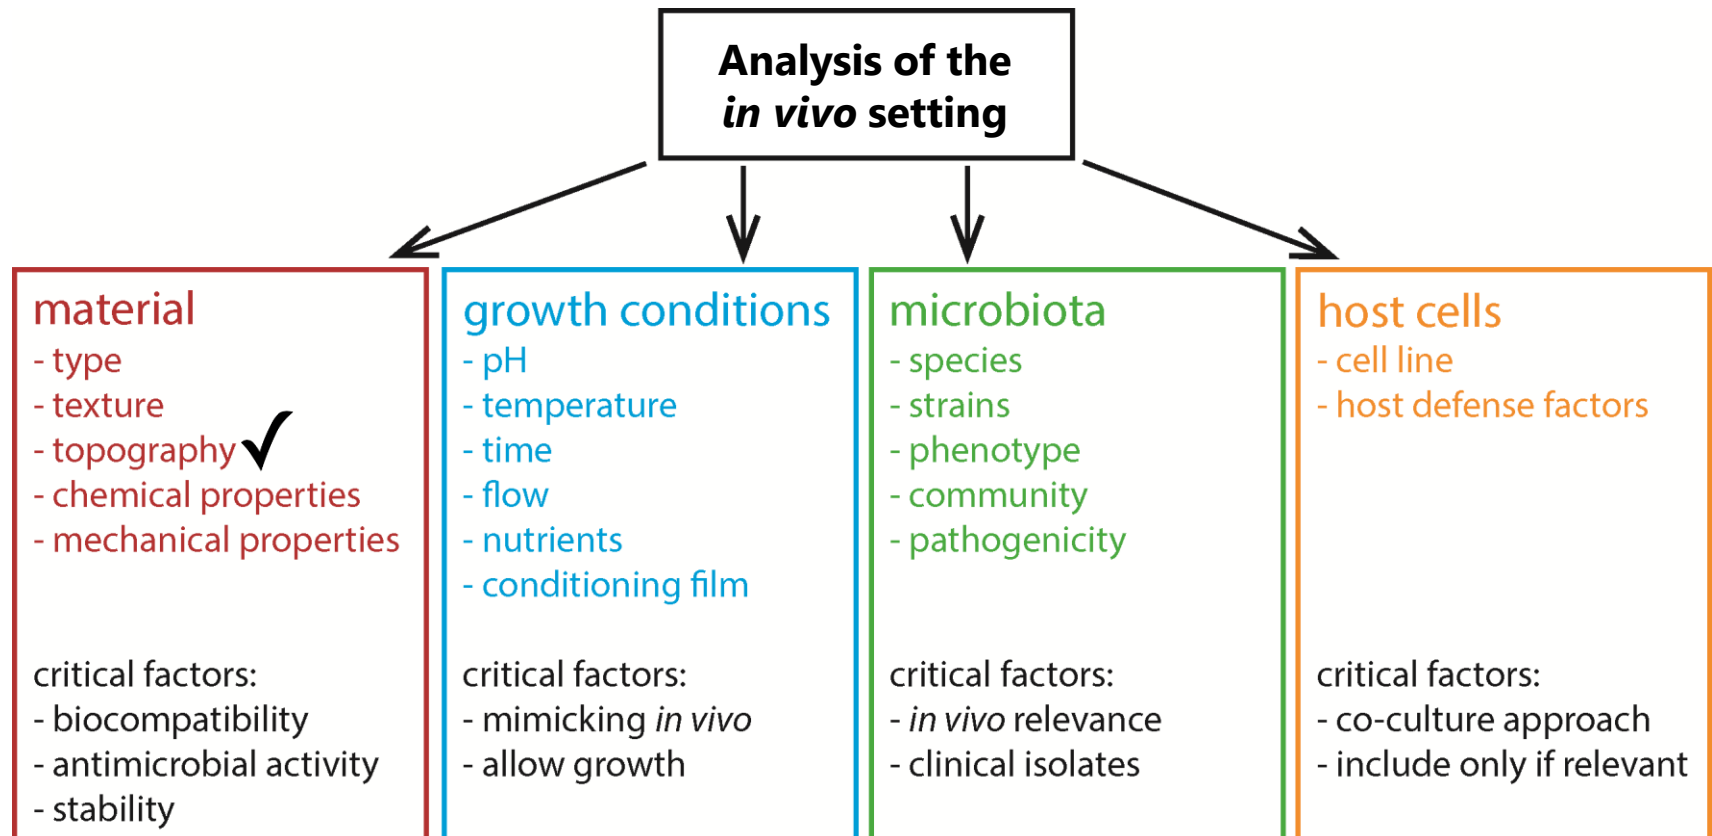 Analysis of the
in vivo setting
material
- type
- texture
- topography ✓
- chemical properties
- mechanical properties
critical factors:
- biocompatibility
- antimicrobial activity
- stability
growth conditions
- pH
- temperature
- time
- flow
- nutrients
- conditioning film
critical factors:
- mimicking in vivo
- allow growth
microbiota
- species
- strains
- phenotype
- community
- pathogenicity
critical factors:
- in vivo relevance
- clinical isolates
host cells
- cell line
- host defense factors
critical factors:
- co-culture approach
- include only if relevant